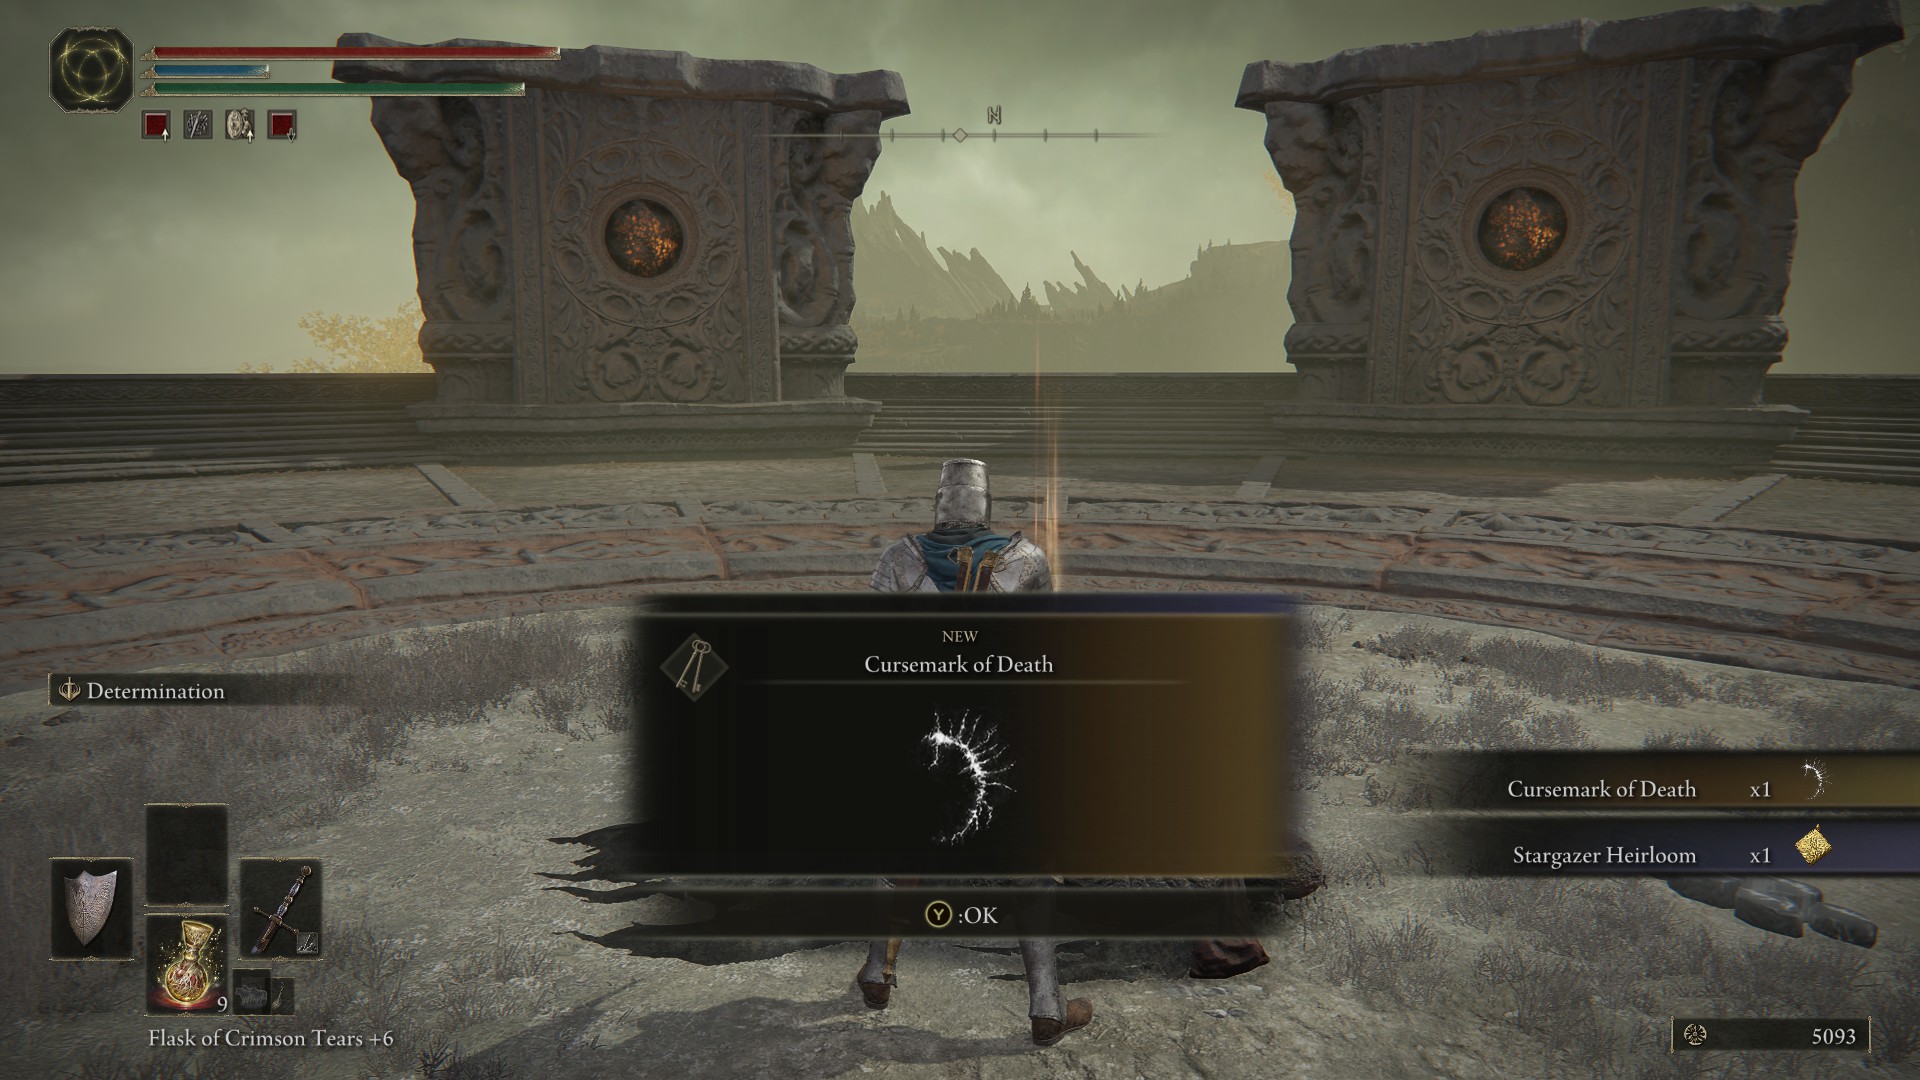 N
NEW
Cursemark of Death
Determination
Cursemark of Death x1
Stargazer Heirloom x1
Y :OK
9
Flask of Crimson Tears +6
5093